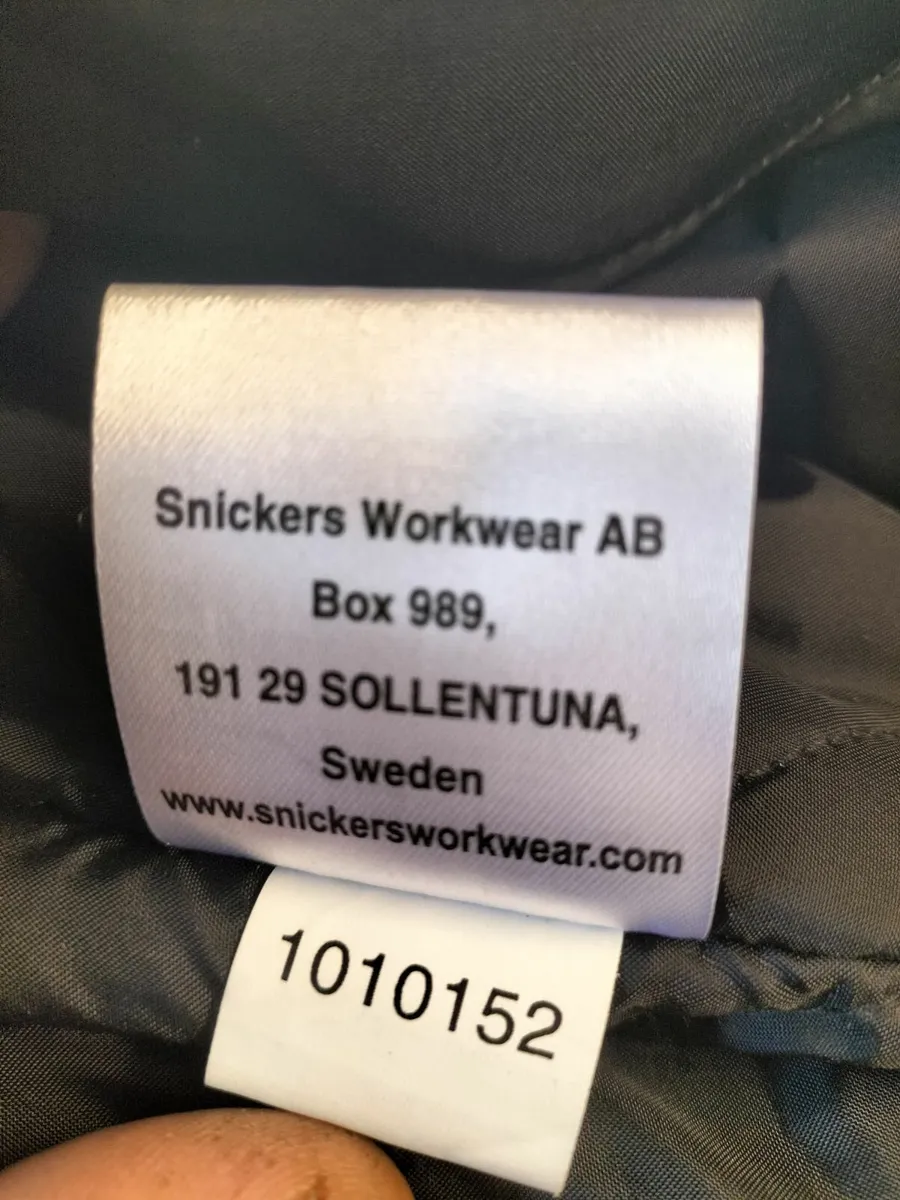 Snickers Workwear AB
Box 989,
191 29 SOLLENTUNA,
Sweden
www.snickersworkwear.com
1010152